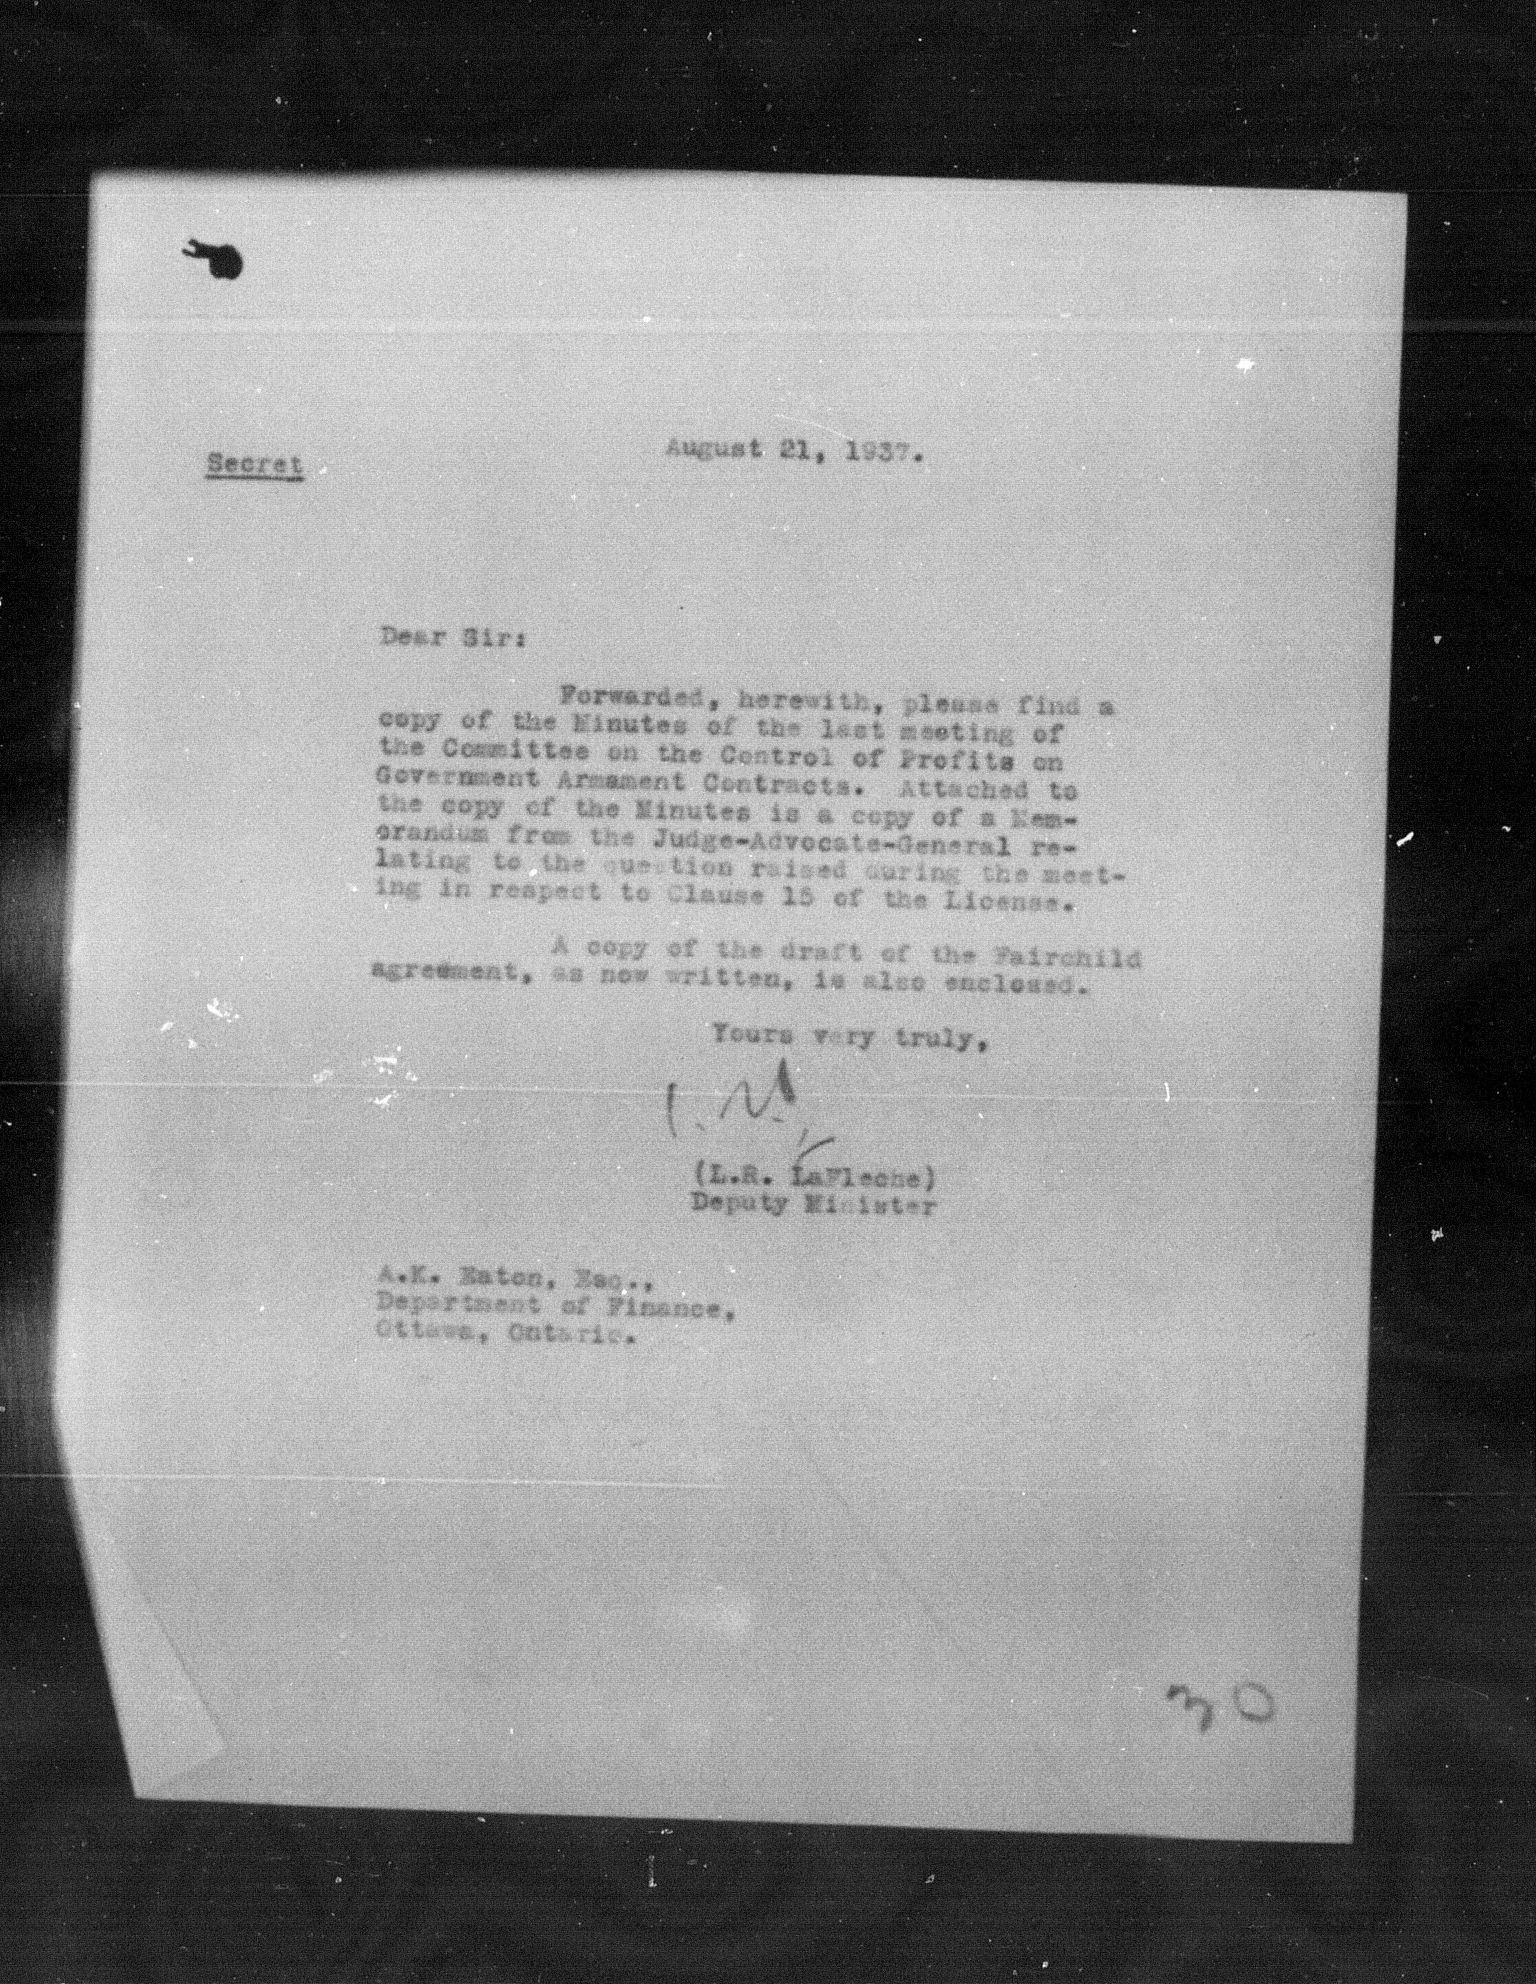 August 21, 1937.
Secret
Dear Sir:
Forwarded, herewith, please find a
copy of the Minutes of the last meeting of
the Committee on the Control of Profits on
Government Armament Contracts. Attached to
the copy of the Minutes is a copy of a Mem-
orandum from the Judge-Advocate-General re-
lating to the question raised during the meet-
ing in respect to Clause 15 of the License.
A copy of the draft of the Fairchild
agreement, as now written, is also enclosed.
Yours very truly,
(L.R. LaFleche)
Deputy Minister
A.K. Eaton, Esq.,
Department of Finance,
Ottawa, Ontario.
30